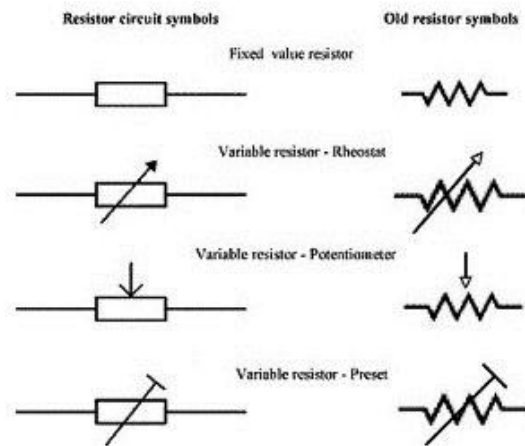 Resistor circuit symbols
Old resistor symbols
Fixed value resistor
Variable resistor - Rheostat
Variable resistor - Potentiometer
Variable resistor - Preset